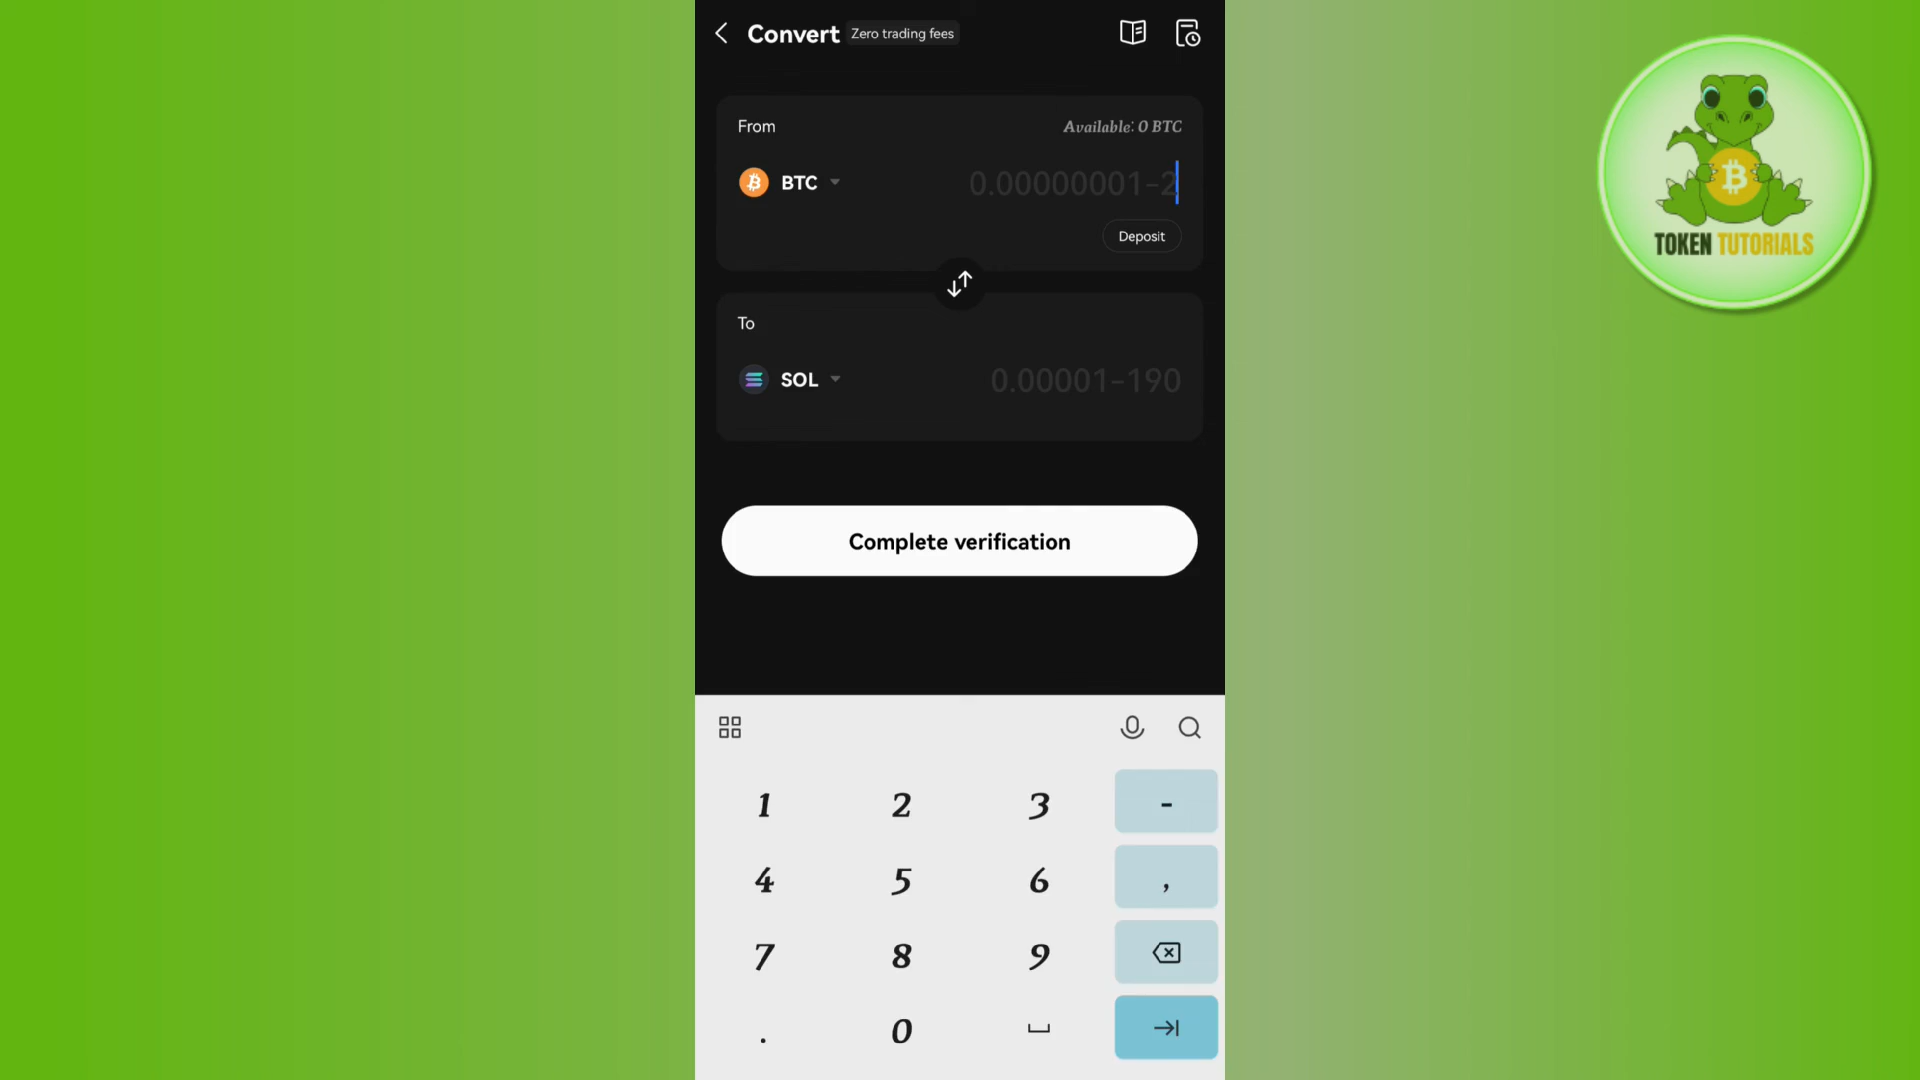 Convert Zero trading fees
From Available: 0 BTC
BTC 0.00000001-2
Deposit
To
SOL 0.00001-190
Complete verification
1 2 3 -
4 5 6 ,
7 8 9
. 0
TOKEN TUTORIALS